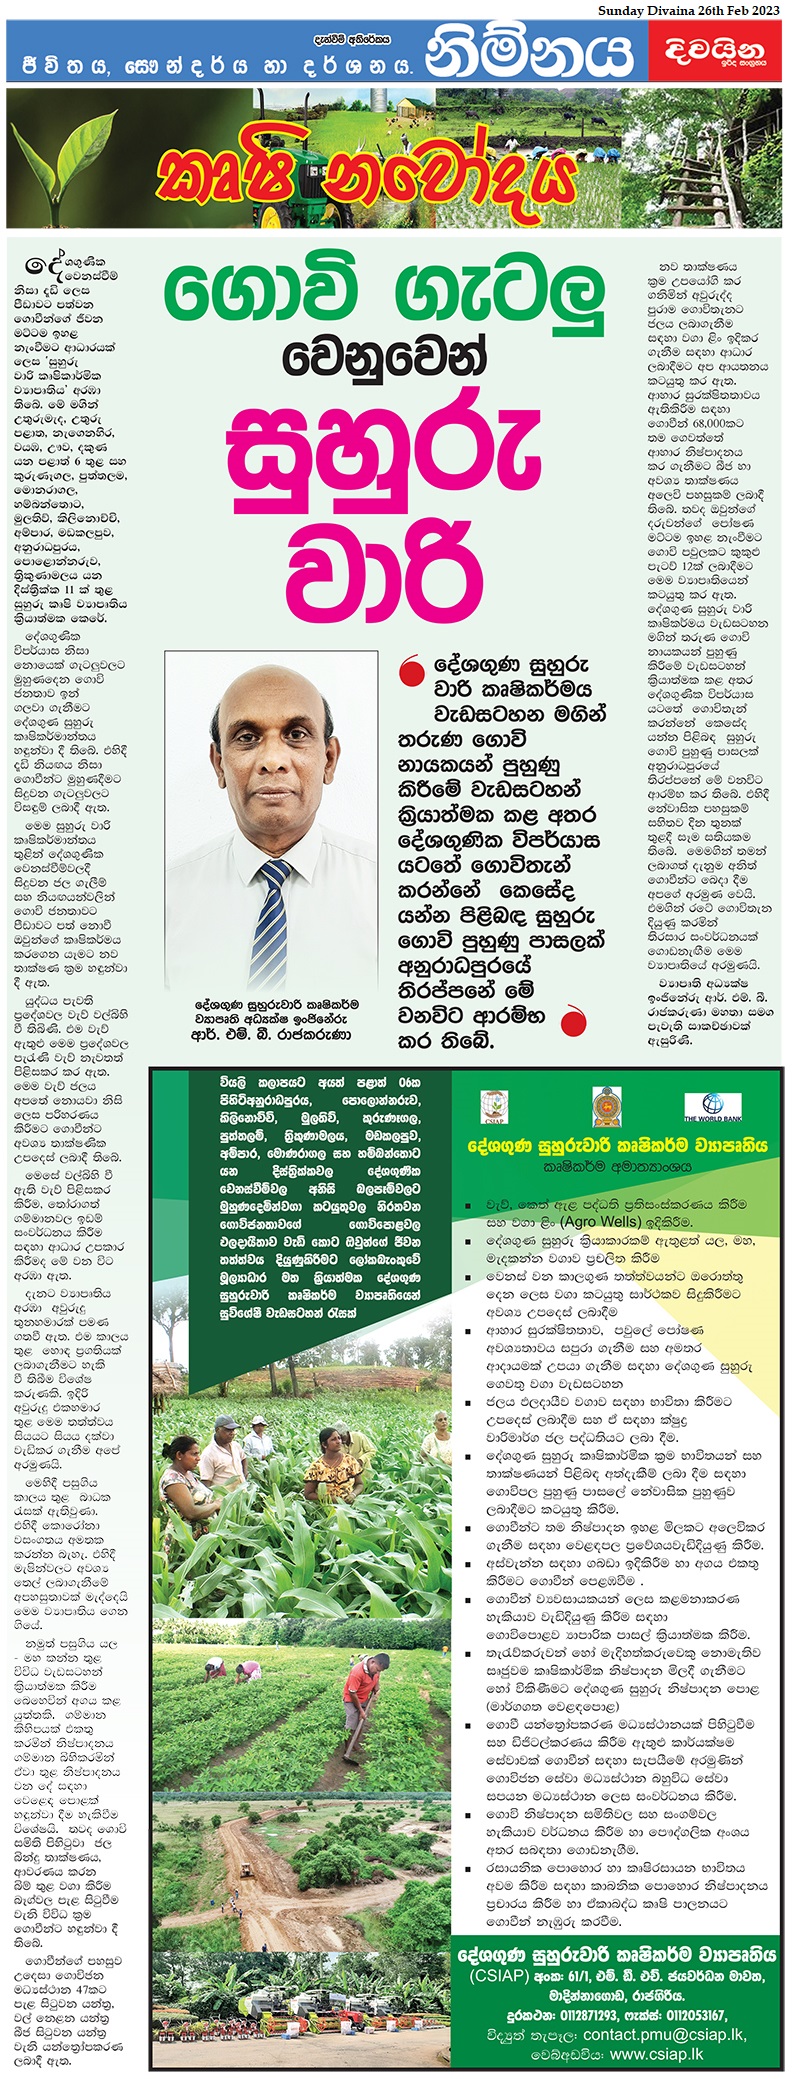 Sunday Divaina 26th Feb 2023
දැන්වීම් අතිරේකය
ජීවිතය, සෞන්දර්ය හා දර්ශනය.
නිම්නය
දිවයින
ඉරිදා සංග්‍රහය
කෘෂි නවෝදය
ගොවි ගැටලු
වෙනුවෙන්
සුහුරු
වාරි
දේශගුණික
වෙනස්වීම්
නිසා දැඩි ලෙස
පීඩාවට පත්වන
ගොවීන්ගේ ජීවන
මට්ටම ඉහළ
නැංවීමට ආධාරයක්
ලෙස 'සුහුරු
වාරි කෘෂිකාර්මික
ව්‍යාපෘතිය' අරඹා
තිබේ. මේ මගින්
උතුරුමැද, උතුරු
පළාත, නැගෙනහිර,
වයඹ, ඌව, දකුණ
යන පළාත් 6 තුළ සහ
කුරුණෑගල, පුත්තලම,
මොනරාගල,
හම්බන්තොට,
මුලතිව්, කිලිනොච්චි,
අම්පාර, මඩකලපුව,
අනුරාධපුරය,
පොළොන්නරුව,
ත්‍රිකුණාමලය යන
දිස්ත්‍රික්ක 11 ක් තුළ
සුහුරු කෘෂි ව්‍යාපෘතිය
ක්‍රියාත්මක කෙරේ.
දේශගුණික
විපර්යාස නිසා
නොයෙක් ගැටලුවලට
මුහුණදෙන ගොවි
ජනතාව ඉන්
ගලවා ගැනීමට
දේශගුණ සුහුරු
කෘෂිකර්මාන්තය
හඳුන්වා දී තිබේ. එහිදී
දැඩි නියඟය නිසා
ගොවීන්ට මුහුණදීමට
සිදුවන ගැටලුවලට
විසඳුම් ලබාදී ඇත.
මෙම සුහුරු වාරි
කෘෂිකර්මාන්තය
තුළින් දේශගුණික
වෙනස්වීම්වලදී
සිදුවන ජල ගැලීම්
සහ නියඟයන්වලින්
ගොවි ජනතාවට
පීඩාවට පත් නොවී
ඔවුන්ගේ කෘෂිකර්මය
කරගෙන යෑමට නව
තාක්ෂණ ක්‍රම හඳුන්වා
දී ඇත.
යුද්ධය පැවති
ප්‍රදේශවල වැව් වල්බිහි
වී තිබිණි. එම වැව්
ඇතුළු මෙම ප්‍රදේශවල
පැරැණි වැව් නැවතත්
පිළිසකර කර ඇත.
මෙම වැව් ජලය
අපතේ නොයවා නිසි
ලෙස පරිහරණය
කිරීමට ගොවීන්ට
අවශ්‍ය තාක්ෂණික
උපදෙස් ලබාදී තිබේ.
මෙසේ වල්බිහි වී
ඇති වැව් පිළිසකර
කිරීම, තෝරාගත්
ගම්මානවල ඉඩම්
සංවර්ධනය කිරීම
සඳහා ආධාර උපකාර
කිරීමද මේ වන විට
අරඹා ඇත.
දැනට ව්‍යාපෘතිය
අරඹා අවුරුදු
තුනහමාරක් පමණ
ගතවී ඇත. එම කාලය
තුළ හොඳ ප්‍රගතියක්
ලබාගැනීමට හැකි
වී තිබීම විශේෂ
කරුණකි. ඉදිරි
අවුරුදු එකහමාර
තුළ මෙම තත්ත්වය
සියයට සියය දක්වා
වැඩිකර ගැනීම අපේ
අරමුණයි.
මෙහිදී පසුගිය
කාලය තුළ බාධක
රැසක් ඇතිවුණා.
එහිදී කොරෝනා
වසංගතය අමතක
කරන්න බැහැ. එහිදී
මැෂින්වලට අවශ්‍ය
තෙල් ලබාගැනීමේ
අපහසුතාවක් මැද්දෙයි
මෙම ව්‍යාපෘතිය ගෙන
ගියේ.
නමුත් පසුගිය යල
- මහ කන්න තුළ
විවිධ වැඩසටහන්
ක්‍රියාත්මක කිරීම
බෙහෙවින් අගය කළ
යුත්තකි. ගම්මාන
කිහිපයක් එකතු
කරමින් නිෂ්පාදනය
ගම්මාන බිහිකරමින්
ඒවා තුළ නිෂ්පාදනය
වන දේ සඳහා
වෙළෙඳ පොළක්
හඳුන්වා දීම හැකිවීම
විශේෂයි. තවද ගොවි
සමිති පිහිටුවා ජල
බින්දු තාක්ෂණය,
ආවරණය කරන
බිම් තුළ වගා කිරීම
බෑග්වල පැළ සිටුවීම
වැනි විවිධ ක්‍රම
ගොවීන්ට හඳුන්වා දී
තිබේ.
ගොවීන්ගේ පහසුව
උදෙසා ගොවිජන
මධ්‍යස්ථාන 47කට
පැළ සිටුවන යන්ත්‍ර,
වල් නෙළන යන්ත්‍ර
බීජ සිටුවන යන්ත්‍ර
වැනි යන්ත්‍රෝපකරණ
ලබාදී ඇත.
දේශගුණ සුහුරුවාරී කෘෂිකර්ම
ව්‍යාපෘති අධ්‍යක්ෂ ඉංජිනේරු
ආර්. එම්. බී. රාජකරුණා
දේශගුණ සුහුරු
වාරි කෘෂිකර්මය
වැඩසටහන මගින්
තරුණ ගොවි
නායකයන් පුහුණු
කිරීමේ වැඩසටහන්
ක්‍රියාත්මක කළ අතර
දේශගුණික විපර්යාස
යටතේ ගොවිතැන්
කරන්නේ කෙසේද
යන්න පිළිබඳ සුහුරු
ගොවි පුහුණු පාසලක්
අනුරාධපුරයේ
තිරප්පනේ මේ
වනවිට ආරම්භ
කර තිබේ.
නව තාක්ෂණය
ක්‍රම උපයෝගී කර
ගනිමින් අවුරුද්ද
පුරාම ගොවිතැනට
ජලය ලබාගැනීම
සඳහා වගා ළිං ඉදිකර
ගැනීම සඳහා ආධාර
ලබාදීමට අප ආයතනය
කටයුතු කර ඇත.
ආහාර සුරක්ෂිතතාවය
ඇතිකිරීම සඳහා
ගොවීන් 68,000කට
තම ගෙවත්තේ
ආහාර නිෂ්පාදනය
කර ගැනීමට බීජ හා
අවශ්‍ය තාක්ෂණය
අලෙවි පහසුකම් ලබාදී
තිබේ. තවද ඔවුන්ගේ
දරුවන්ගේ පෝෂණ
මට්ටම ඉහළ නැංවීමට
ගොවි පවුලකට කුකුළු
පැටව් 12ක් ලබාදීමට
මෙම ව්‍යාපෘතියෙන්
කටයුතු කර ඇත.
දේශගුණ සුහුරු වාරි
කෘෂිකර්මය වැඩසටහන
මගින් තරුණ ගොවි
නායකයන් පුහුණු
කිරීමේ වැඩසටහන්
ක්‍රියාත්මක කළ අතර
දේශගුණික විපර්යාස
යටතේ ගොවිතැන්
කරන්නේ කෙසේද
යන්න පිළිබඳ සුහුරු
ගොවි පුහුණු පාසලක්
අනුරාධපුරයේ
තිරප්පනේ මේ වනවිට
ආරම්භ කර තිබේ. එහිදී
නේවාසික පහසුකම්
සහිතව දින තුනක්
තුළදී සෑම සතියකම
තිබේ. මෙමගින් තමන්
ලබාගත් දැනුම අනිත්
ගොවීන්ට බෙදා දීම
අපගේ අරමුණ වෙයි.
එමගින් රටේ ගොවිතැන
දියුණු කරමින්
තිරසාර සංවර්ධනයක්
ගොඩනැඟීම මෙම
ව්‍යාපෘතියේ අරමුණයි.
ව්‍යාපෘති අධ්‍යක්ෂ
ඉංජිනේරු ආර්. එම්. බී.
රාජකරුණා මහතා සමග
පැවැති සාකච්ඡාවක්
ඇසුරිණි.
වියළි කලාපයට අයත් පළාත් 06ක
පිහිටිඅනුරාධපුරය, පොලොන්නරුව,
කිලිනොච්චි, මුලතිව්, කුරුණෑගල,
පුත්තලම්, ත්‍රිකුණාමලය, මඩකලපුව,
අම්පාර, මොණරාගල සහ හම්බන්තොට
යන දිස්ත්‍රික්කවල දේශගුණික
වෙනස්වීම්වල අනිසි බලපෑම්වලට
මුහුණදෙමින්වගා කටයුතුවල නිරතවන
ගොවිජනතාවගේ ගොවිපොළවල
ඵලදායීතාව වැඩි කොට ඔවුන්ගේ ජීවන
තත්ත්වය දියුණුකිරීමට ලෝකබැංකුවේ
මූල්‍යාධාර මත ක්‍රියාත්මක දේශගුණ
සුහුරුවාරී කෘෂිකර්ම ව්‍යාපෘතියෙන්
සුවිශේෂී වැඩසටහන් රැසක්
CSIAP
THE WORLD BANK
දේශගුණ සුහුරුවාරී කෘෂිකර්ම ව්‍යාපෘතිය
කෘෂිකර්ම අමාත්‍යාංශය
වැව්, කෙත් ඇළ පද්ධති ප්‍රතිසංස්කරණය කිරීම
සහ වගා ළිං (Agro Wells) ඉදිකිරීම.
දේශගුණ සුහුරු ක්‍රියාකාරකම් ඇතුළත් යල, මහ,
මැදකන්න වගාව ප්‍රචලිත කිරීම
වෙනස් වන කාලගුණ තත්ත්වයන්ට ඔරොත්තු
දෙන ලෙස වගා කටයුතු සාර්ථකව සිදුකිරීමට
අවශ්‍ය උපදෙස් ලබාදීම
ආහාර සුරක්ෂිතතාව, පවුලේ පෝෂණ
අවශ්‍යතාවය සපුරා ගැනීම සහ අමතර
ආදායමක් උපයා ගැනීම සඳහා දේශගුණ සුහුරු
ගෙවතු වගා වැඩසටහන
ජලය ඵලදායීව වගාව සඳහා භාවිතා කිරීමට
උපදෙස් ලබාදීම සහ ඒ සඳහා ක්ෂුද්‍ර
වාරිමාර්ග ජල පද්ධතියට ලබා දීම.
දේශගුණ සුහුරු කෘෂිකාර්මික ක්‍රම භාවිතයන් සහ
තාක්ෂණයන් පිළිබඳ අත්දැකීම් ලබා දීම සඳහා
ගොවිපල පුහුණු පාසලේ නේවාසික පුහුණුව
ලබාදීමට කටයුතු කිරීම.
ගොවීන්ට තම නිෂ්පාදන ඉහළ මිලකට අලෙවිකර
ගැනීම සඳහා වෙළඳපල ප්‍රවේශයවැඩිදියුණු කිරීම.
අස්වැන්න සඳහා ගබඩා ඉදිකිරීම හා අගය එකතු
කිරීමට ගොවීන් පෙළඹවීම .
ගොවීන් ව්‍යවසායකයන් ලෙස කළමනාකරණ
හැකියාව වැඩිදියුණු කිරීම සඳහා
ගොවිපොළව ව්‍යාපාරික පාසල් ක්‍රියාත්මක කිරීම.
තැරැව්කරුවන් හෝ මැදිහත්කරුවෙකු නොමැතිව
සෘජුවම කෘෂිකාර්මික නිෂ්පාදන මිලදී ගැනීමට
හෝ විකිණීමට දේශගුණ සුහුරු නිෂ්පාදන පොළ
(මාර්ගගත වෙළඳපොළ)
ගොවී යන්ත්‍රෝපකරණ මධ්‍යස්ථානයක් පිහිටුවීම
සහ ඩිජිටල්කරණය කිරීම ඇතුළු කාර්යක්ෂම
සේවාවක් ගොවීන් සඳහා සැපයීමේ අරමුණින්
ගොවිජන සේවා මධ්‍යස්ථාන බහුවිධ සේවා
සපයන මධ්‍යස්ථාන ලෙස සංවර්ධනය කිරීම.
ගොවි නිෂ්පාදන සමිතිවල සහ සංගම්වල
හැකියාව වර්ධනය කිරීම හා පෞද්ගලික අංශය
අතර සබඳතා ගොඩනැගීම.
රසායනික පොහොර හා කෘෂිරසායන භාවිතය
අවම කිරීම සඳහා කාබනික පොහොර නිෂ්පාදනය
ප්‍රචාරය කිරීම හා ඒකාබද්ධ කෘෂි පාලනයට
ගොවීන් නැඹුරු කරවීම.
දේශගුණ සුහුරුවාරී කෘෂිකර්ම ව්‍යාපෘතිය
(CSIAP) අංක: 61/1, එම්. ඩී. එච්. ජයවර්ධන මාවත,
මාදින්නාගොඩ, රාජගිරිය.
දුරකථන: 0112871293, ෆැක්ස්: 0112053167,
විද්‍යුත් තැපෑල: contact.pmu@csiap.lk,
වෙබ්අඩවිය: www.csiap.lk